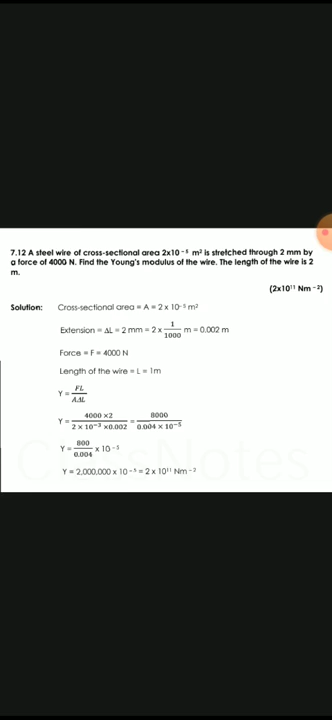 7.12 A steel wire of cross-sectional area 2x10⁻⁵ m² is stretched through 2 mm by
a force of 4000 N. Find the Young's modulus of the wire. The length of the wire is 2
m.
(2x10¹¹ Nm⁻²)
Solution: Cross-sectional area = A = 2 x 10⁻⁵ m²
Extension = ΔL = 2 mm = 2 x 1/1000 m = 0.002 m
Force = F = 4000 N
Length of the wire = L = 1m
Y = FL/AΔL
Y = 4000 ×2/2 × 10⁻³ ×0.002 = 8000/0.004 × 10⁻⁵
Y = 800/0.004 x 10⁻⁵
Y = 2,000,000 x 10⁻⁵ = 2 x 10¹¹ Nm⁻²